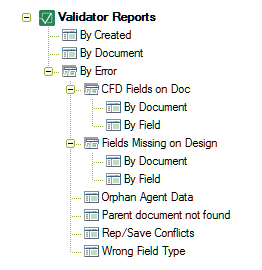 Validator Reports
By Created
By Document
By Error
CFD Fields on Doc
By Document
By Field
Fields Missing on Design
By Document
By Field
Orphan Agent Data
Parent document not found
Rep/Save Conflicts
Wrong Field Type